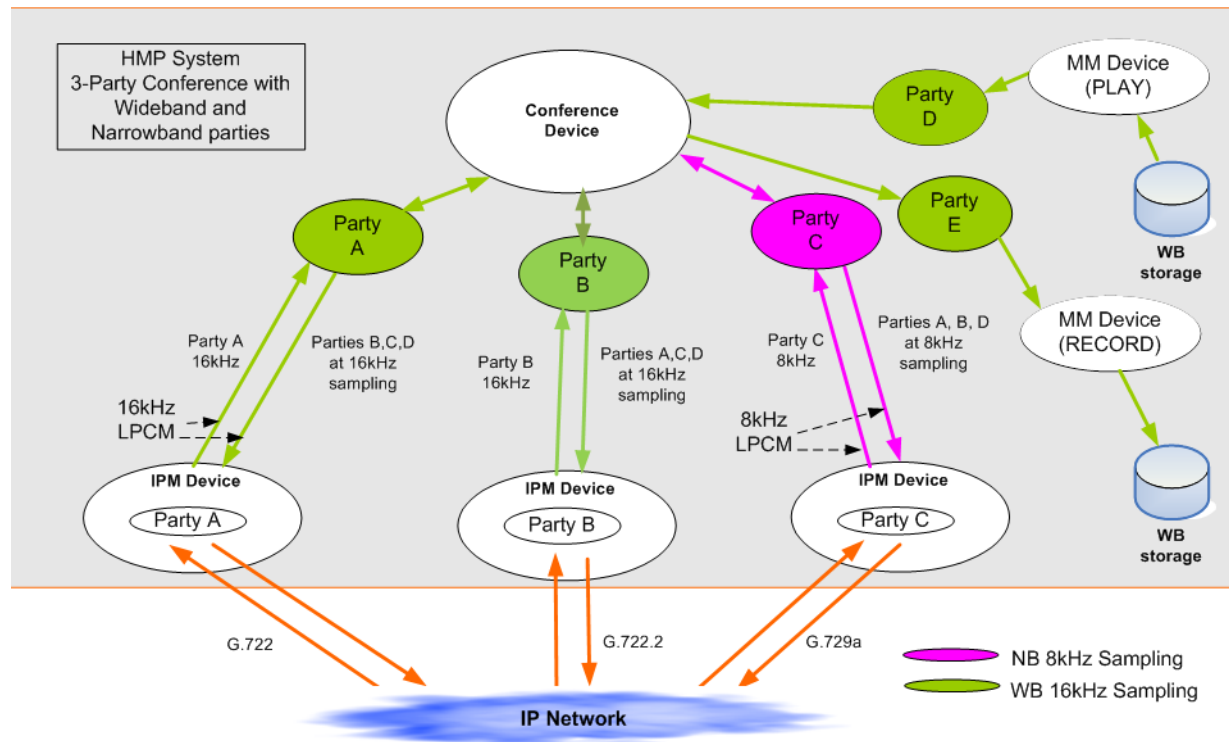 HMP System
3-Party Conference with
Wideband and
Narrowband parties
Conference
Device
MM Device
(PLAY)
Party
D
WB
storage
Party
A
Party
B
Party
C
Party
E
MM Device
(RECORD)
WB
storage
Party A
16kHz
Parties B,C,D
at 16kHz
sampling
Party B
16kHz
Parties A,C,D
at 16kHz
sampling
Party C
8kHz
Parties A, B, D
at 8kHz
sampling
16kHz
LPCM
8kHz
LPCM
IPM Device
Party A
IPM Device
Party B
IPM Device
Party C
G.722
G.722.2
G.729a
IP Network
NB 8kHz Sampling
WB 16kHz Sampling